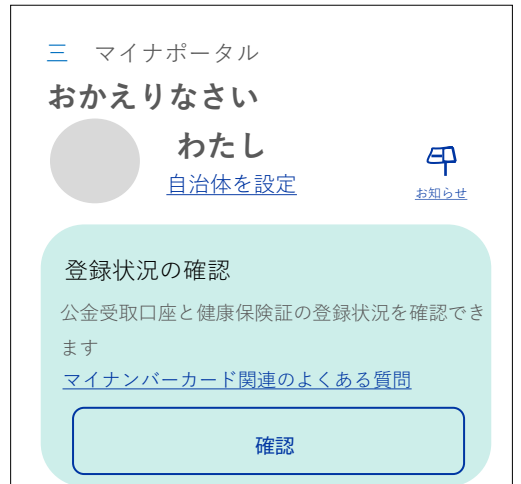 三 マイナポータル
おかえりなさい
わたし
自治体を設定
お知らせ
登録状況の確認
公金受取口座と健康保険証の登録状況を確認でき
ます
マイナンバーカード関連のよくある質問
確認